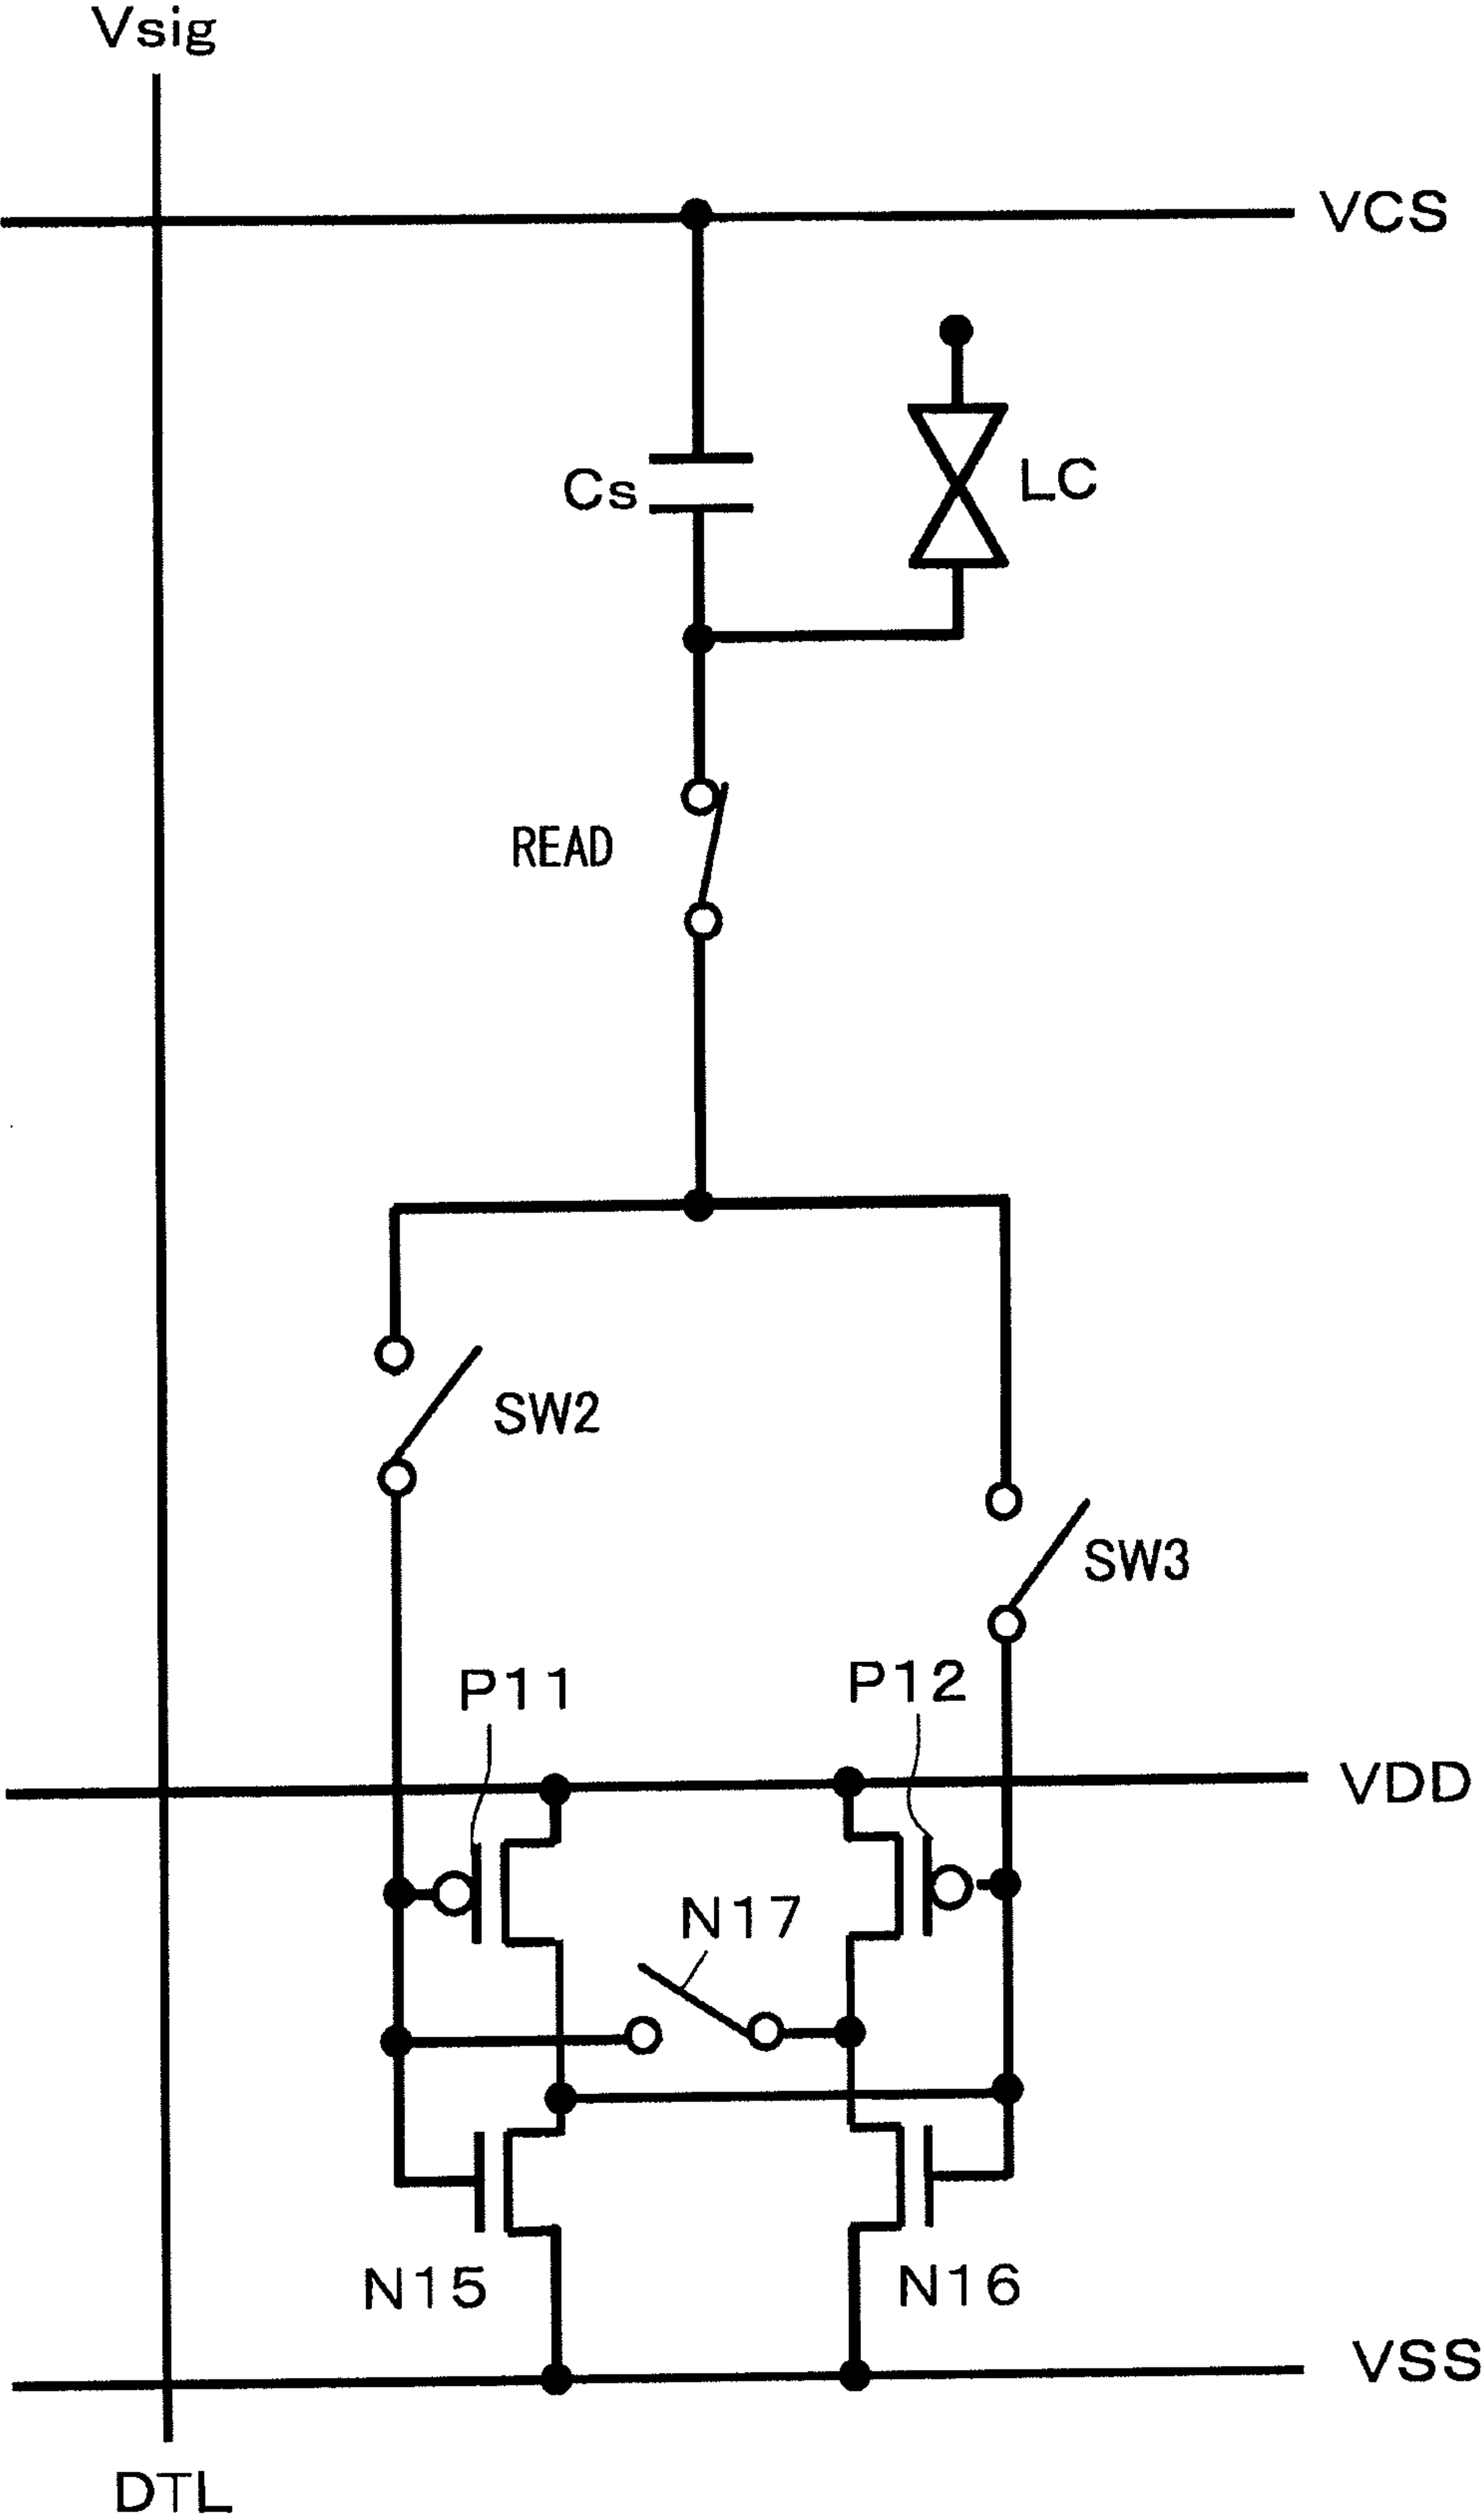 Vsig
VCS
Cs
LC
READ
SW2
SW3
P11
P12
VDD
N17
N15
N16
VSS
DTL